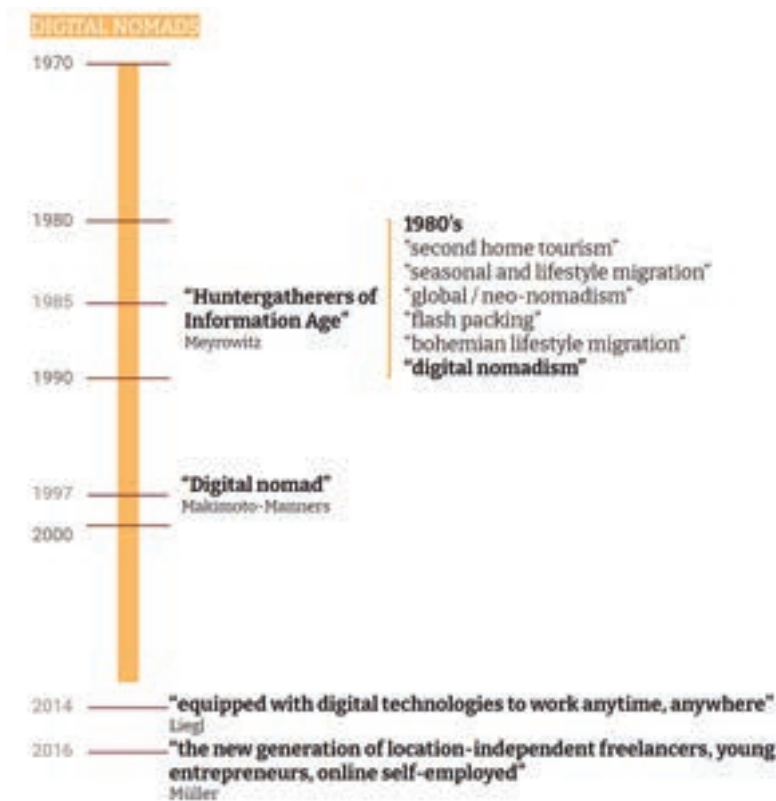 DIGITAL NOMADS
1970
1980
1980's
"second home tourism"
"seasonal and lifestyle migration"
"global / neo-nomadism"
"flash packing"
"bohemian lifestyle migration"
"digital nomadism"
1985
"Huntergatherers of
Information Age"
Meyrowitz
1990
1997
"Digital nomad"
Makimoto-Manners
2000
2014
"equipped with digital technologies to work anytime, anywhere"
Liegl
2016
"the new generation of location-independent freelancers, young
entrepreneurs, online self-employed"
Müller